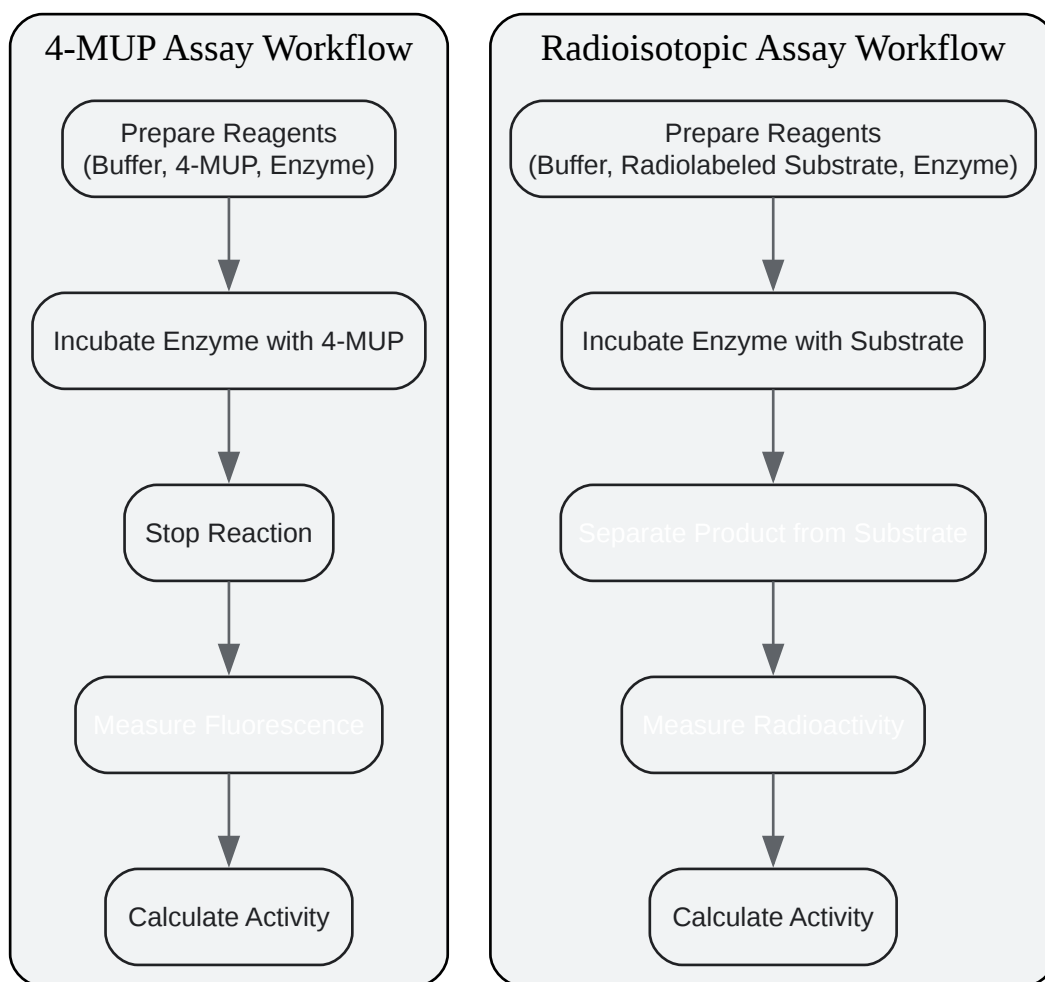 4-MUP Assay Workflow
Prepare Reagents
(Buffer, 4-MUP, Enzyme)
Incubate Enzyme with 4-MUP
Stop Reaction
Measure Fluorescence
Calculate Activity
Radioisotopic Assay Workflow
Prepare Reagents
(Buffer, Radiolabeled Substrate, Enzyme)
Incubate Enzyme with Substrate
Separate Product from Substrate
Measure Radioactivity
Calculate Activity